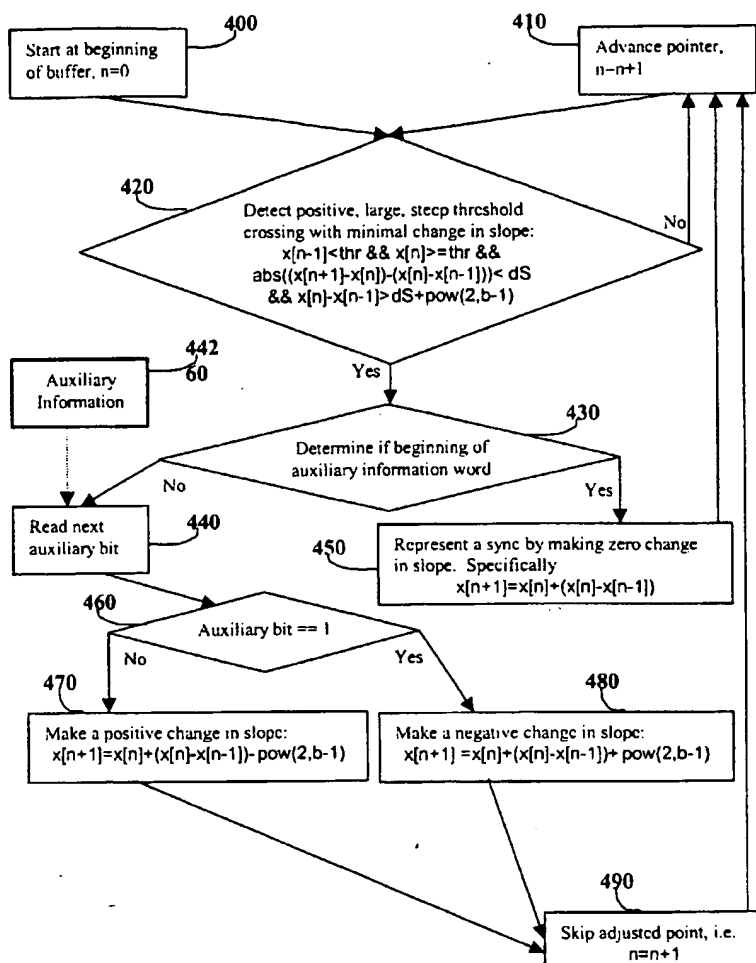 400
Start at beginning
of buffer, n=0
410
Advance pointer,
n=n+1
420
Detect positive, large, steep threshold
crossing with minimal change in slope:
x[n-1]<thr && x[n]>=thr &&
abs((x[n+1]-x[n])-(x[n]-x[n-1]))< dS
&& x[n]-x[n-1]>dS+pow(2,b-1)
No
Yes
442
60
Auxiliary
Information
430
Determine if beginning of
auxiliary information word
No
Yes
Read next
auxiliary bit
440
450
Represent a sync by making zero change
in slope. Specifically
x[n+1]=x[n]+(x[n]-x[n-1])
460
Auxiliary bit == 1
No
Yes
470
Make a positive change in slope:
x[n+1]=x[n]+(x[n]-x[n-1])-pow(2,b-1)
480
Make a negative change in slope:
x[n+1] =x[n]+(x[n]-x[n-1])+ pow(2,b-1)
490
Skip adjusted point, i.e.
n=n+1